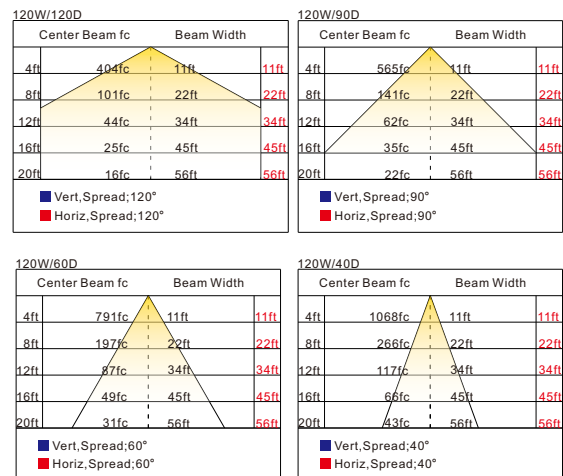 120W/120D
Center Beam fc Beam Width
4ft 404fc 11ft 11ft
8ft 101fc 22ft 22ft
12ft 44fc 34ft 34ft
16ft 25fc 45ft 45ft
20ft 16fc 56ft 56ft
Vert,Spread;120°
Horiz,Spread;120°
120W/90D
Center Beam fc Beam Width
4ft 565fc 11ft 11ft
8ft 141fc 22ft 22ft
12ft 62fc 34ft 34ft
16ft 35fc 45ft 45ft
20ft 22fc 56ft 56ft
Vert,Spread;90°
Horiz,Spread;90°
120W/60D
Center Beam fc Beam Width
4ft 791fc 11ft 11ft
8ft 197fc 22ft 22ft
12ft 87fc 34ft 34ft
16ft 49fc 45ft 45ft
20ft 31fc 56ft 56ft
Vert,Spread;60°
Horiz,Spread;60°
120W/40D
Center Beam fc Beam Width
4ft 1068fc 11ft 11ft
8ft 266fc 22ft 22ft
12ft 117fc 34ft 34ft
16ft 66fc 45ft 45ft
20ft 43fc 56ft 56ft
Vert,Spread;40°
Horiz,Spread;40°